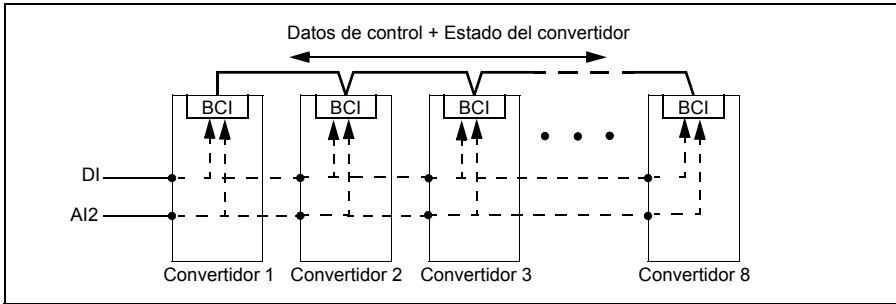 Datos de control + Estado del convertidor
BCI BCI BCI BCI
DI
AI2
Convertidor 1 Convertidor 2 Convertidor 3 Convertidor 8